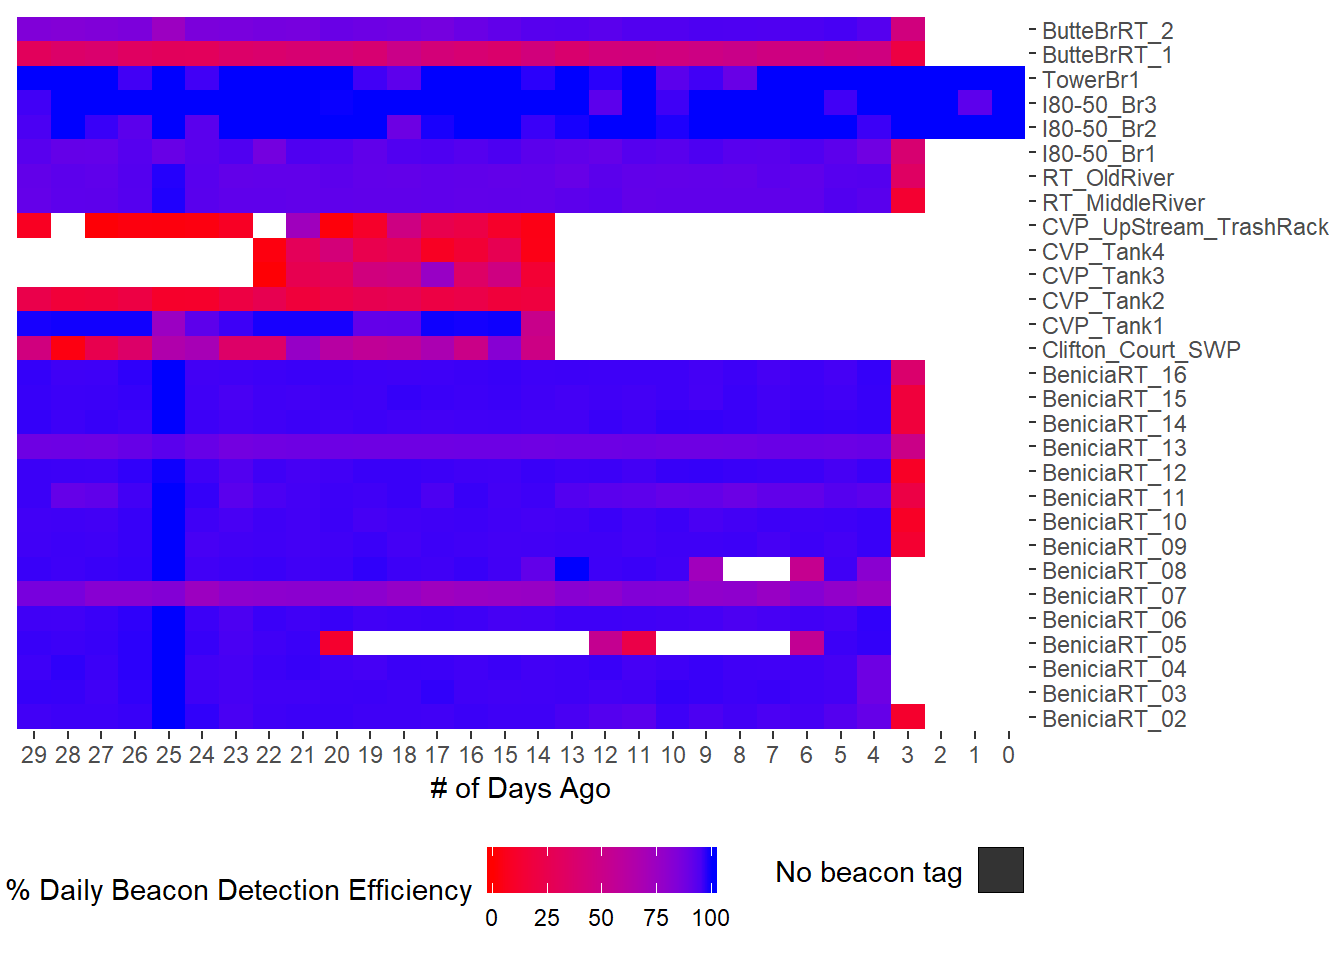 ButteBrRT_2
ButteBrRT_1
TowerBr1
I80-50_Br3
I80-50_Br2
I80-50_Br1
RT_OldRiver
RT_MiddleRiver
CVP_UpStream_TrashRack
CVP_Tank4
CVP_Tank3
CVP_Tank2
CVP_Tank1
Clifton_Court_SWP
BeniciaRT_16
BeniciaRT_15
BeniciaRT_14
BeniciaRT_13
BeniciaRT_12
BeniciaRT_11
BeniciaRT_10
BeniciaRT_09
BeniciaRT_08
BeniciaRT_07
BeniciaRT_06
BeniciaRT_05
BeniciaRT_04
BeniciaRT_03
BeniciaRT_02
29 28 27 26 25 24 23 22 21 20 19 18 17 16 15 14 13 12 11 10 9 8 7 6 5 4 3 2 1 0
# of Days Ago
% Daily Beacon Detection Efficiency
0 25 50 75 100
No beacon tag